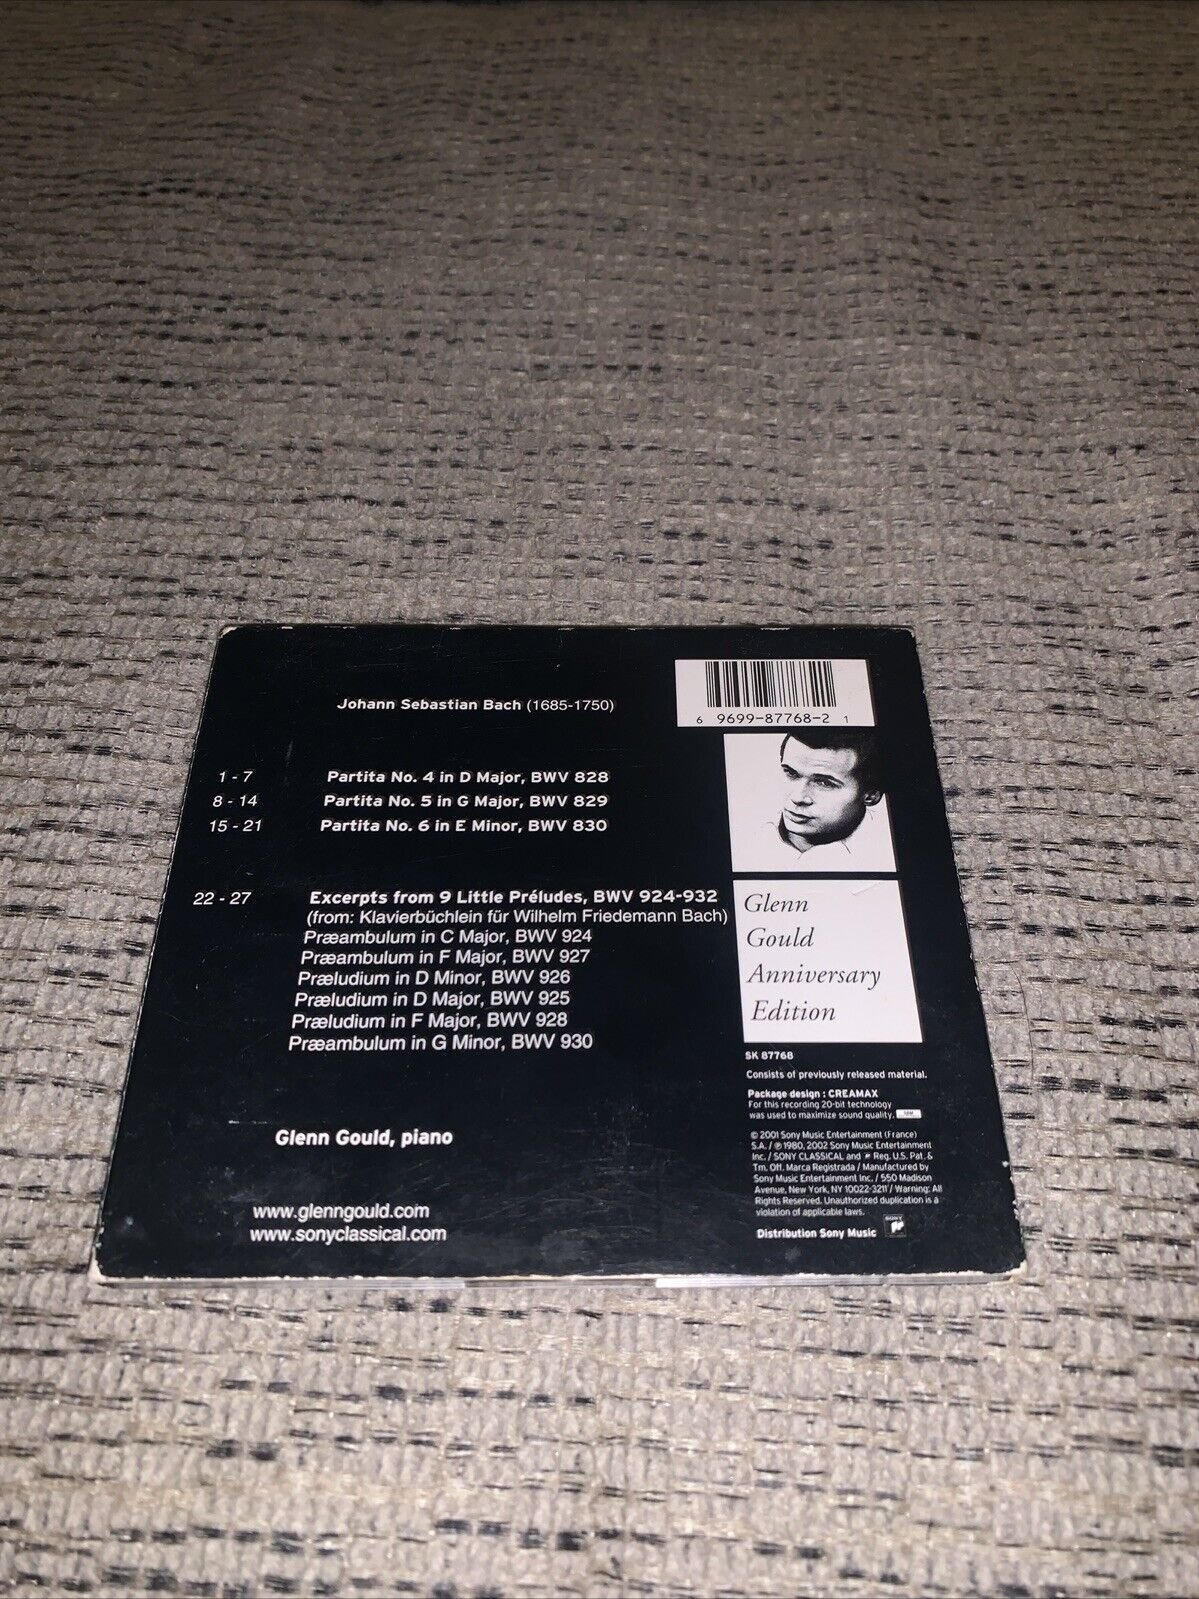 Johann Sebastian Bach (1685-1750)
1 - 7 Partita No. 4 in D Major, BWV 828
8 - 14 Partita No. 5 in G Major, BWV 829
15 - 21 Partita No. 6 in E Minor, BWV 830
22 - 27 Excerpts from 9 Little Préludes, BWV 924-932
(from: Klavierbüchlein für Wilhelm Friedemann Bach)
Præambulum in C Major, BWV 924
Præambulum in F Major, BWV 927
Præludium in D Minor, BWV 926
Præludium in D Major, BWV 925
Præludium in F Major, BWV 928
Præambulum in G Minor, BWV 930
Glenn Gould, piano
www.glenngould.com
www.sonyclassical.com
6 9699-87768-2 1
Glenn
Gould
Anniversary
Edition
SK 87768
Consists of previously released material.
Package design : CREAMAX
For this recording 20-bit technology
was used to maximize sound quality.
© 2001 Sony Music Entertainment (France)
S.A. / ℗ 1980, 2002 Sony Music Entertainment
Inc. / SONY CLASSICAL and Reg. U.S. Pat. &
Tm. Off. Marca Registrada / Manufactured by
Sony Music Entertainment Inc. / 550 Madison
Avenue, New York, NY 10022-3211 / Warning: All
Rights Reserved. Unauthorized duplication is a
violation of applicable laws.
Distribution Sony Music
SONY